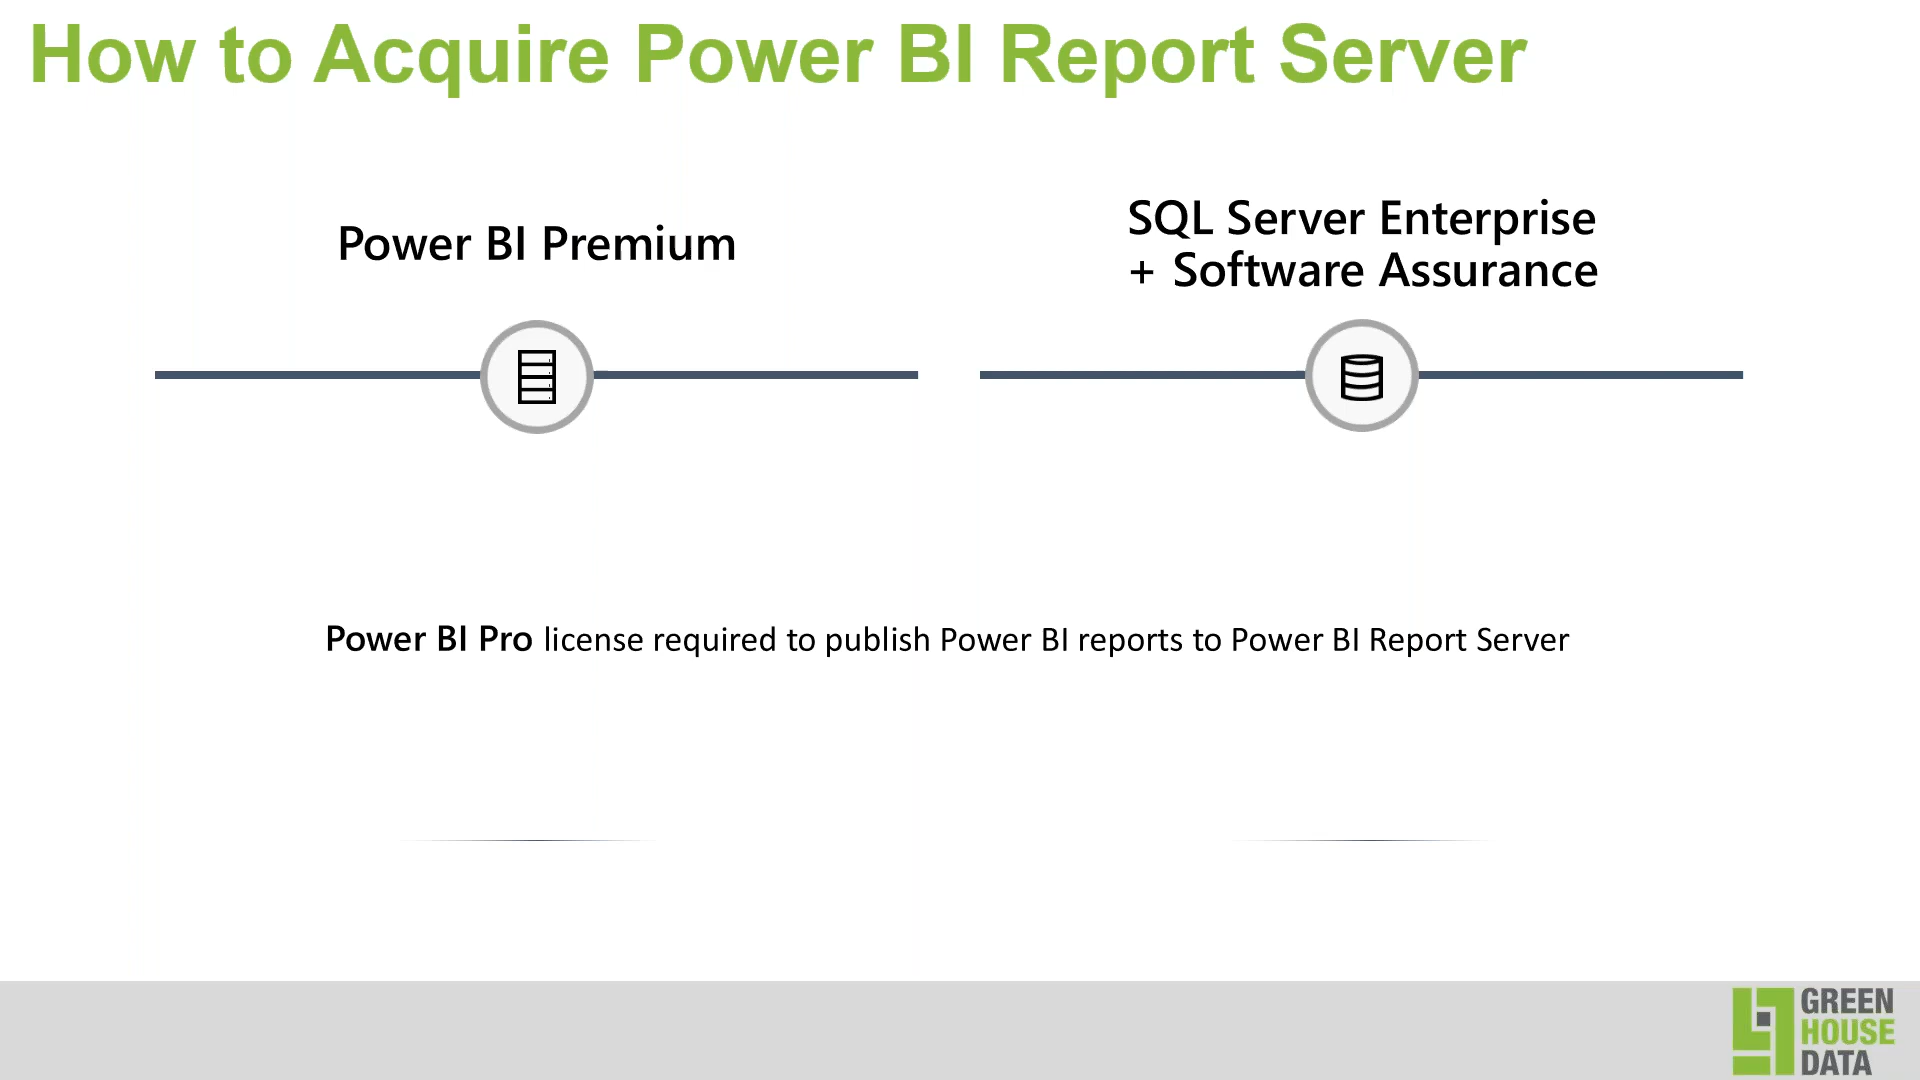 How to Acquire Power BI Report Server
Power BI Premium
SQL Server Enterprise
+ Software Assurance
Power BI Pro license required to publish Power BI reports to Power BI Report Server
GREEN
HOUSE
DATA